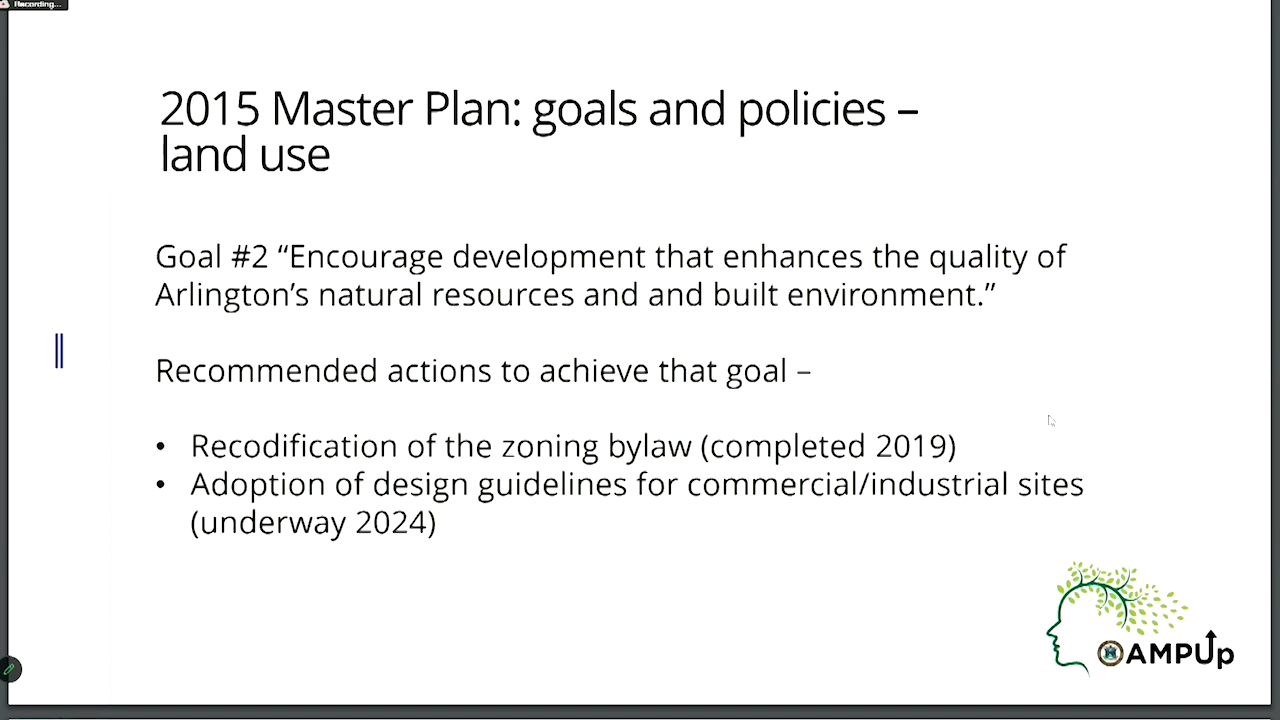 Recording...
2015 Master Plan: goals and policies –
land use
Goal #2 “Encourage development that enhances the quality of
Arlington’s natural resources and and built environment.”
Recommended actions to achieve that goal –
• Recodification of the zoning bylaw (completed 2019)
• Adoption of design guidelines for commercial/industrial sites
(underway 2024)
AMPUp